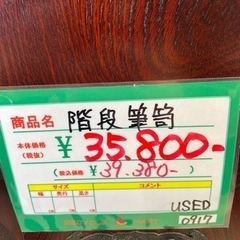 商品名 階段箪笥
本体価格
(税抜) ¥35.800-
(税込価格) ¥39.380-
サイズ コメント
幅 奥行 高さ
USED